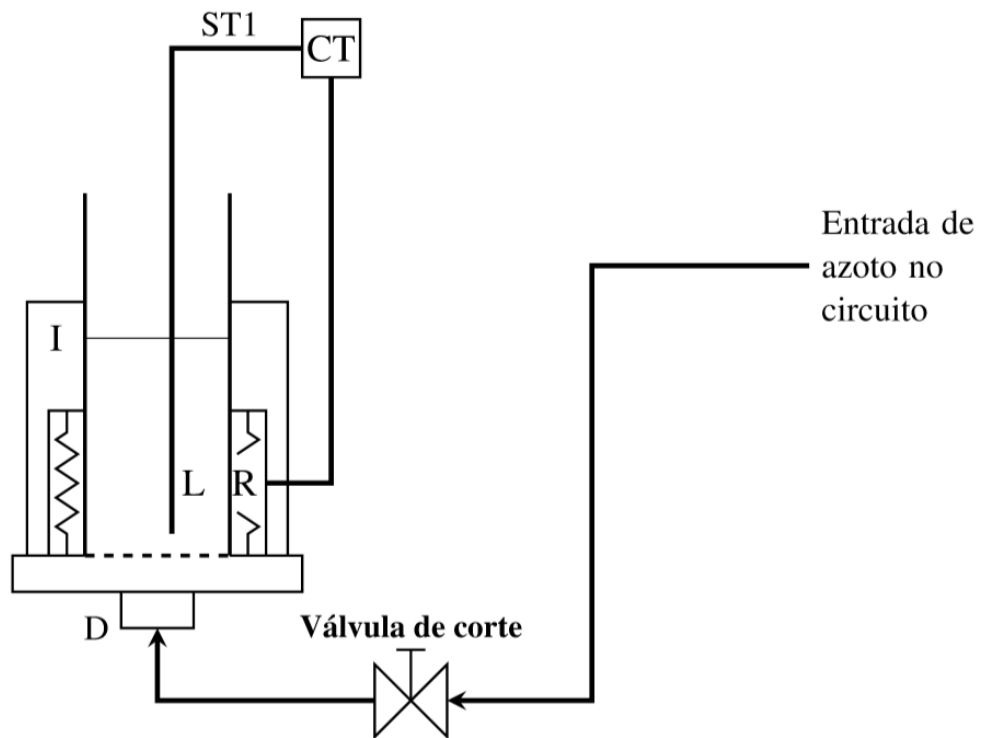 ST1
CT
Entrada de
azoto no
circuito
I
L
R
D
Válvula de corte